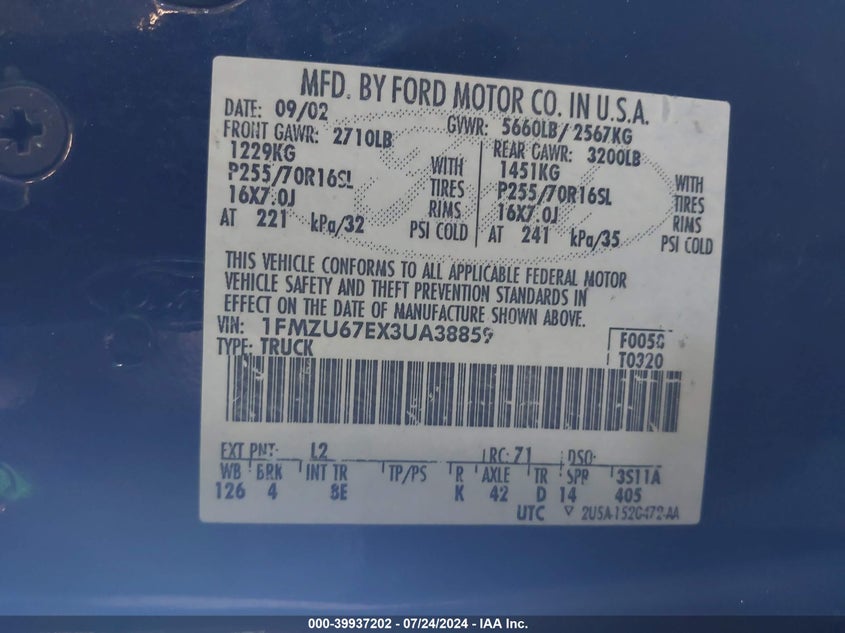 MFD. BY FORD MOTOR CO. IN U.S.A.
DATE: 09/02 GVWR: 5660LB/ 2567KG
FRONT GAWR: 2710LB REAR GAWR: 3200LB
1229KG WITH 1451KG WITH
P255/70R16SL TIRES P255/70R16SL TIRES
16X7.0J RIMS 16X7.0J RIMS
AT 221 kPa/32 PSI COLD AT 241 kPa/35 PSI COLD
THIS VEHICLE CONFORMS TO ALL APPLICABLE FEDERAL MOTOR
VEHICLE SAFETY AND THEFT PREVENTION STANDARDS IN
EFFECT ON THE DATE OF MANUFACTURE SHOWN ABOVE.
VIN: 1FMZU67EX3UA38859
TYPE: TRUCK
F0058
T0320
EXT PNT: L2 RC: 71 DSO:
WB BRK INT TR TP/PS R AXLE TR SPR 3S11A
126 4 8E K 42 D 14 405
UTC 2U5A-1520472-AA
000-39937202 - 07/24/2024 - IAA Inc.